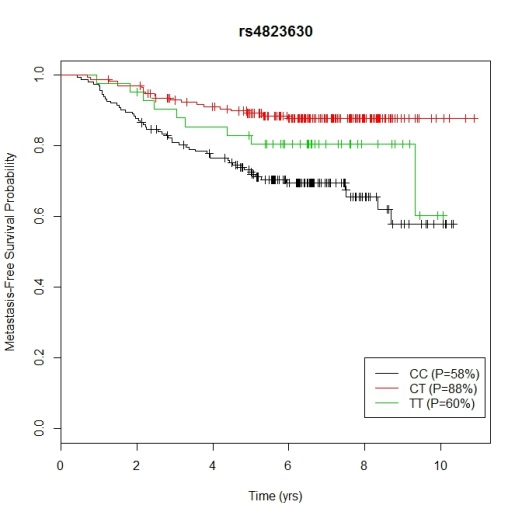 rs4823630
Metastasis-Free Survival Probability
1.0
0.8
0.6
0.4
0.2
0.0
CC (P=58%)
CT (P=88%)
TT (P=60%)
0 2 4 6 8 10
Time (yrs)